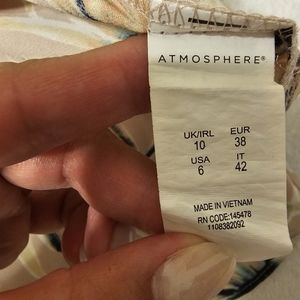 ATMOSPHERE®
UK/IRL EUR
10 38
USA IT
6 42
MADE IN VIETNAM
RN CODE:145478
1108382092